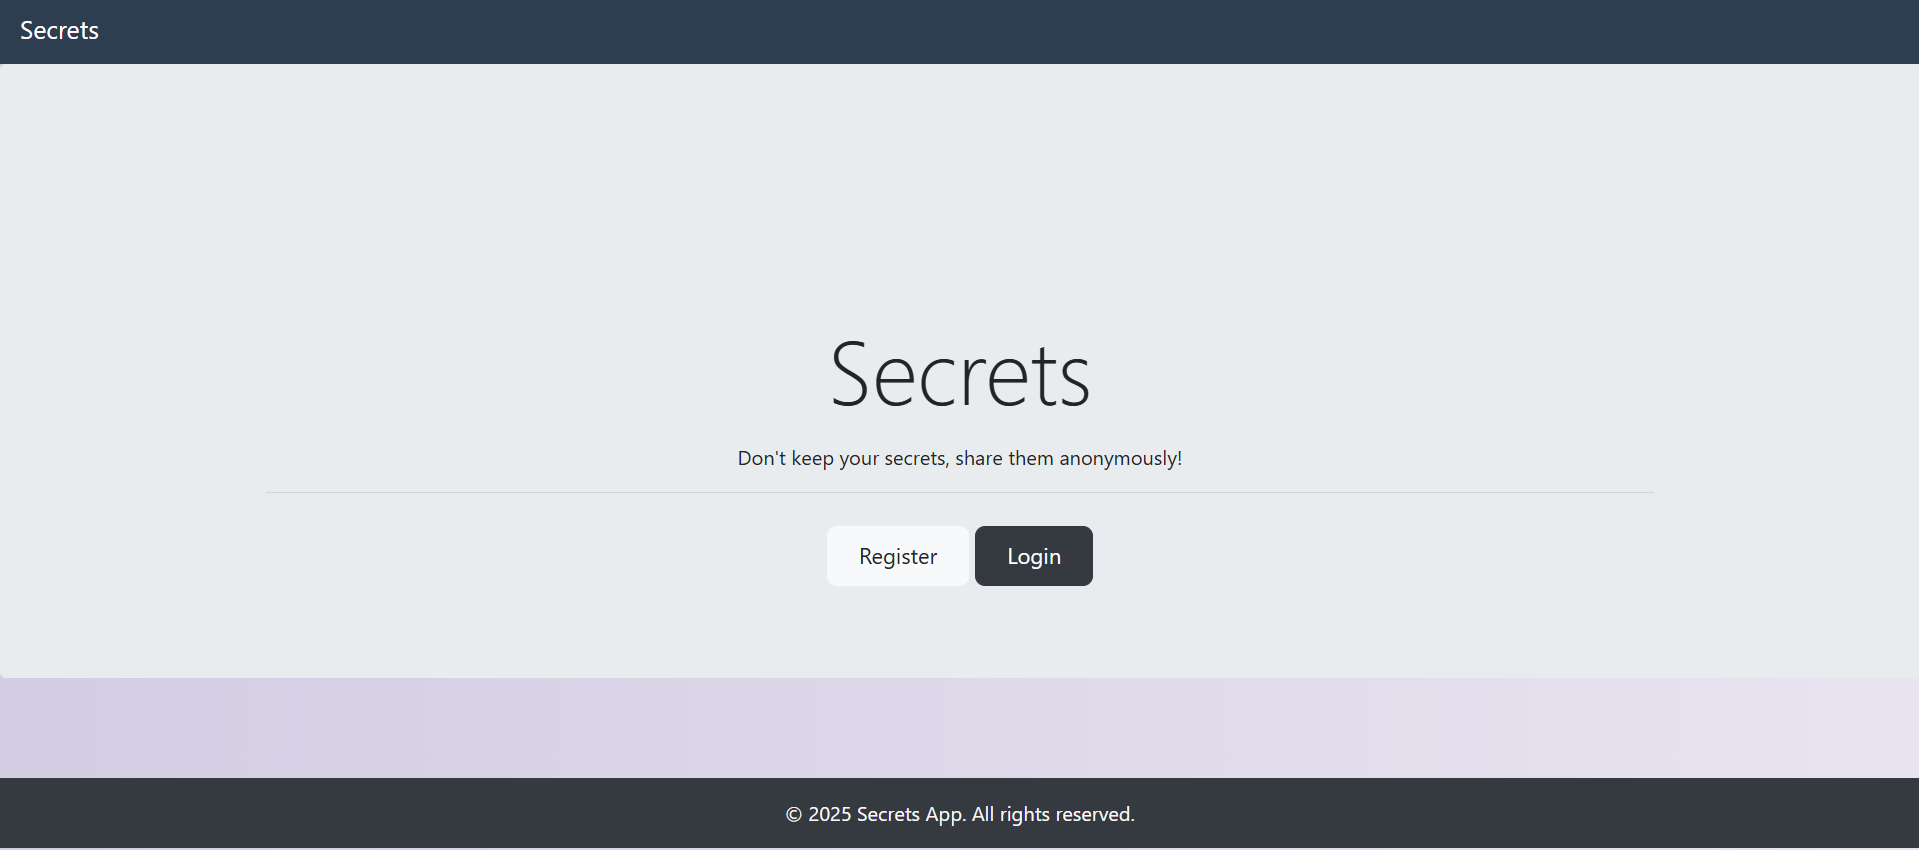 Secrets
Secrets
Don't keep your secrets, share them anonymously!
Register Login
© 2025 Secrets App. All rights reserved.